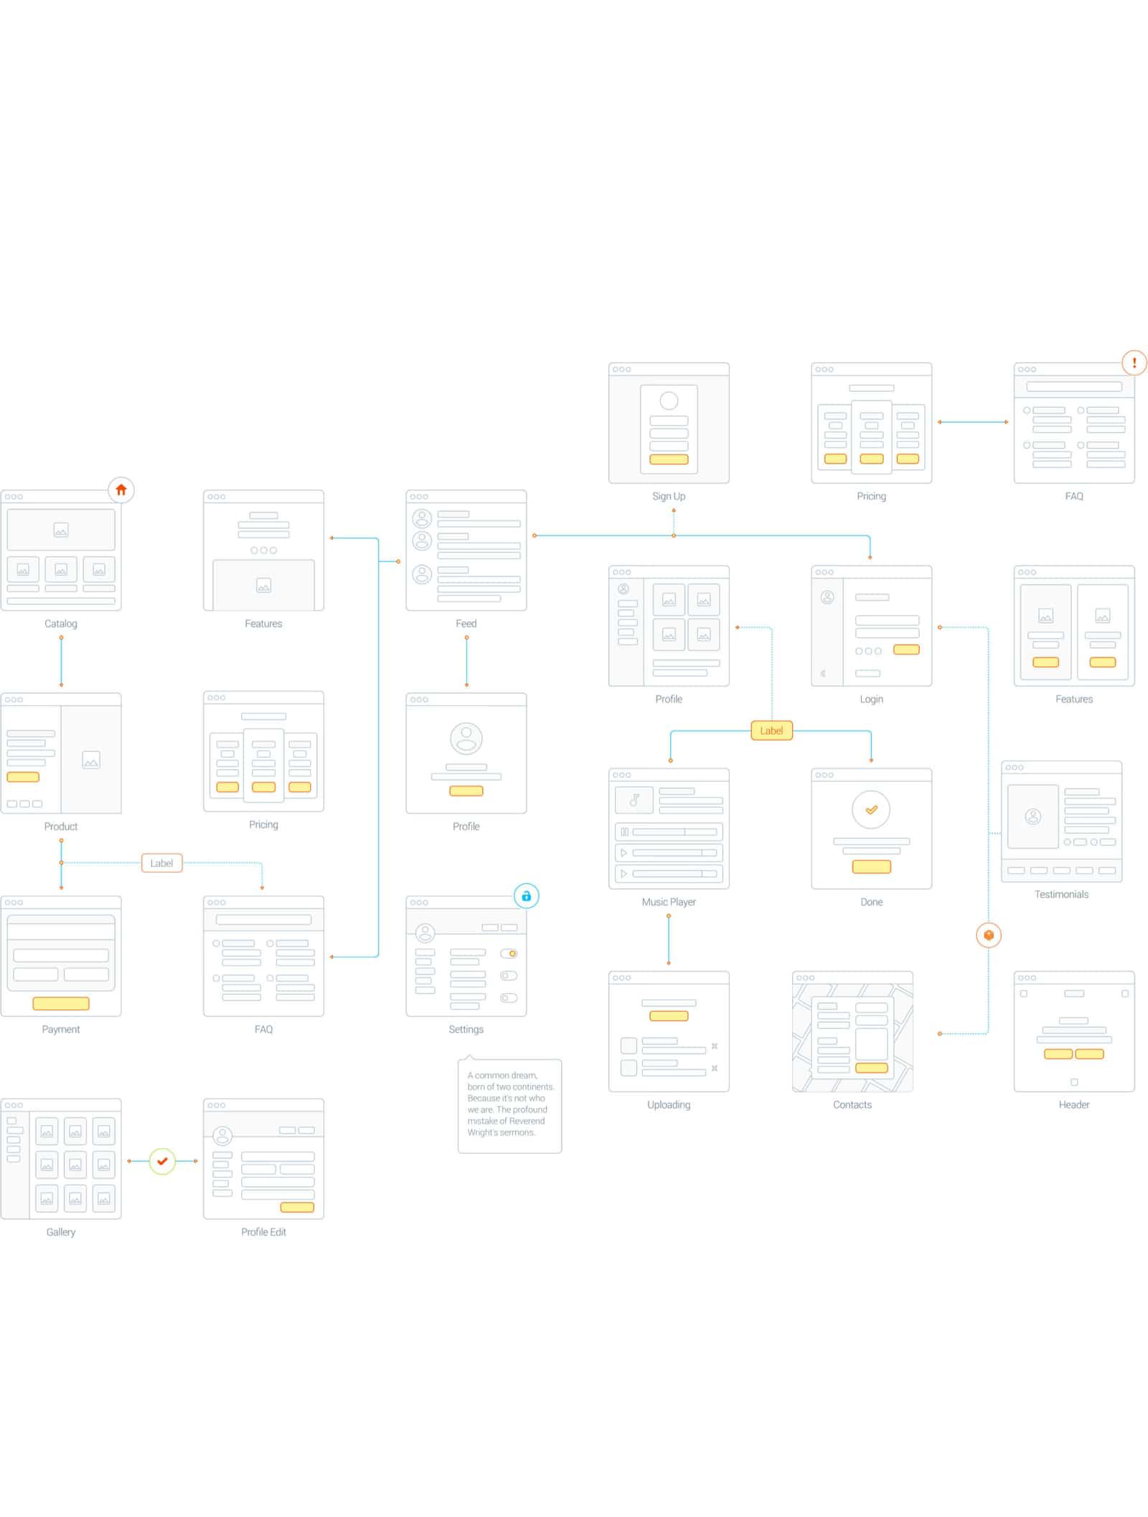 Sign Up
Pricing
FAQ
Catalog
Features
Feed
Profile
Login
Features
Label
Product
Pricing
Profile
Label
Music Player
Done
Testimonials
Payment
FAQ
Settings
A common dream,
born of two continents.
Because it's not who
we are. The profound
mistake of Reverend
Wright's sermons.
Uploading
Contacts
Header
Gallery
Profile Edit